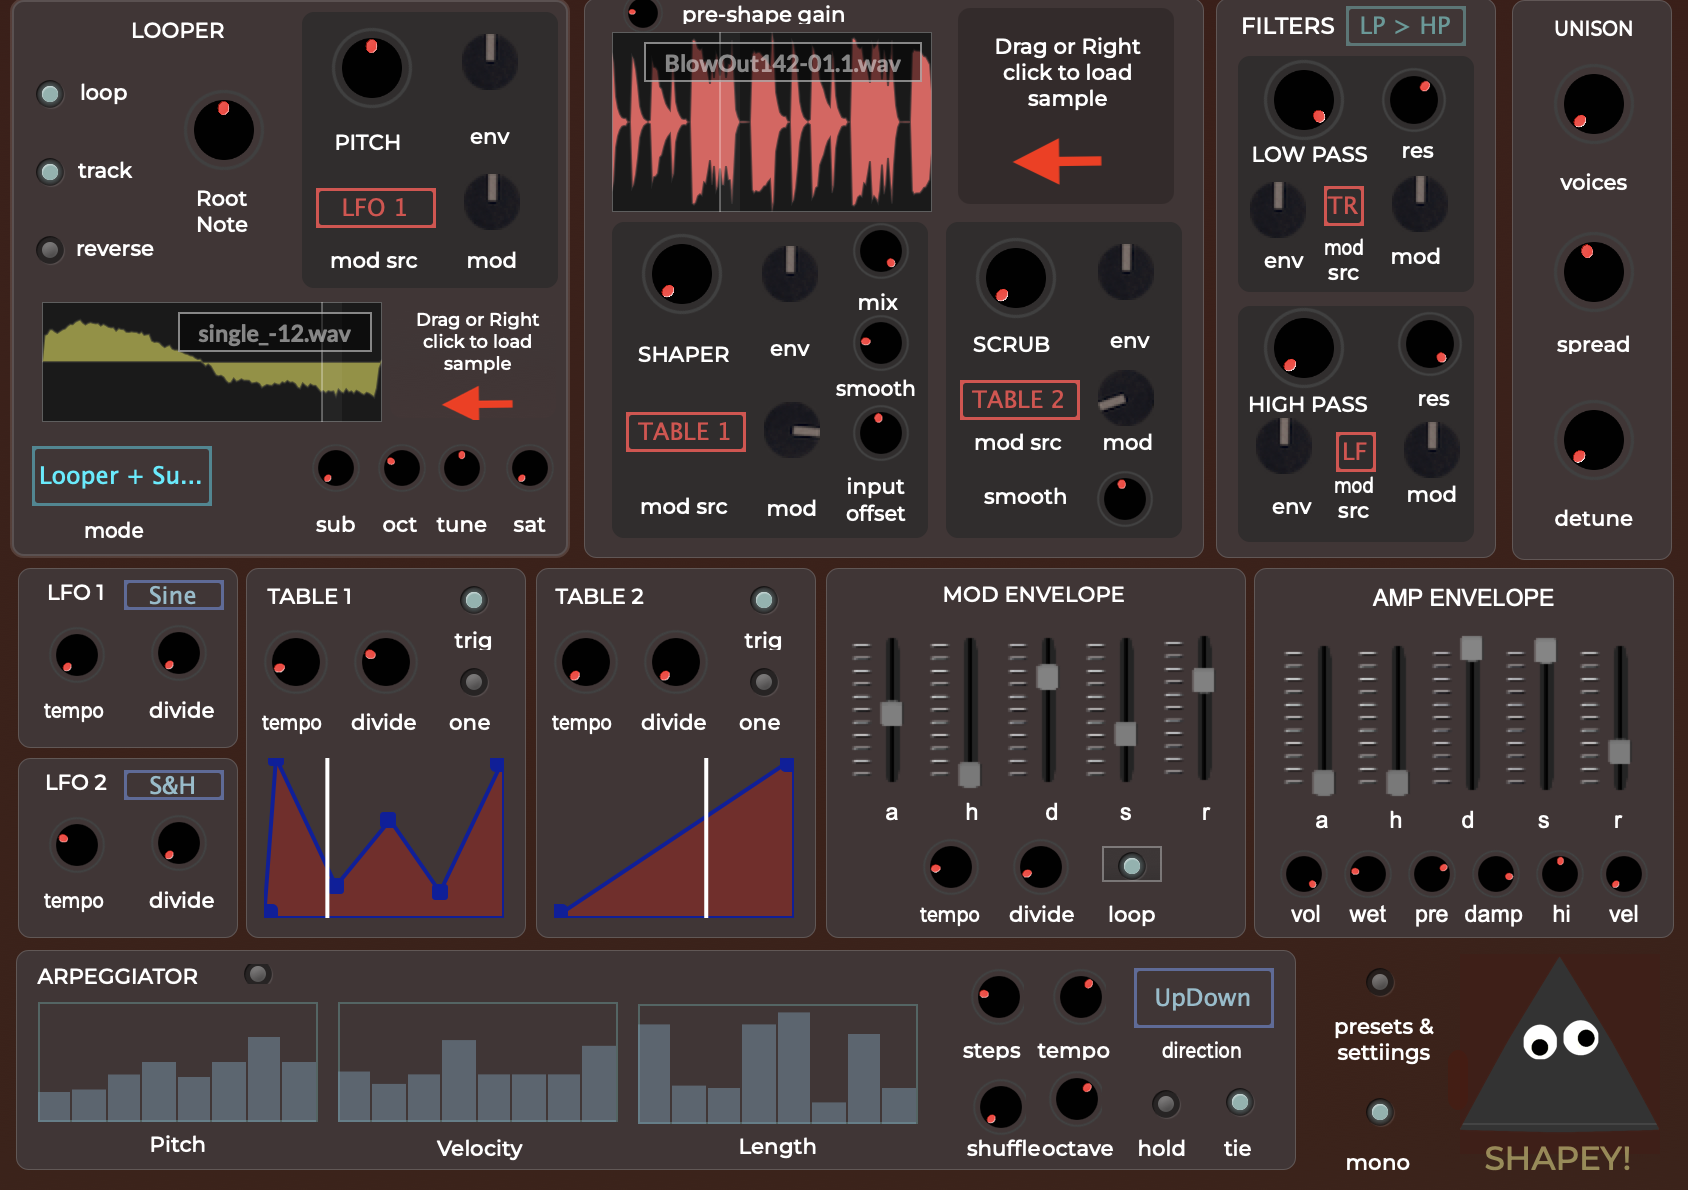 LOOPER
loop
track
reverse
Root
Note
PITCH
env
LFO 1
mod src
mod
single_-12.wav
Drag or Right
click to load
sample
Looper + Su...
mode
sub
oct
tune
sat
pre-shape gain
BlowOut142-01.1.wav
Drag or Right
click to load
sample
SHAPER
env
mix
smooth
TABLE 1
mod src
mod
input
offset
SCRUB
env
TABLE 2
mod src
mod
smooth
FILTERS
LP > HP
LOW PASS
res
env
TR
mod
src
mod
HIGH PASS
res
env
LF
mod
src
mod
UNISON
voices
spread
detune
LFO 1
Sine
tempo
divide
LFO 2
S&H
tempo
divide
TABLE 1
trig
tempo
divide
one
TABLE 2
trig
tempo
divide
one
MOD ENVELOPE
a
h
d
s
r
tempo
divide
loop
AMP ENVELOPE
a
h
d
s
r
vol
wet
pre
damp
hi
vel
ARPEGGIATOR
Pitch
Velocity
Length
steps
tempo
UpDown
direction
shuffle
octave
hold
tie
presets &
settiings
mono
SHAPEY!